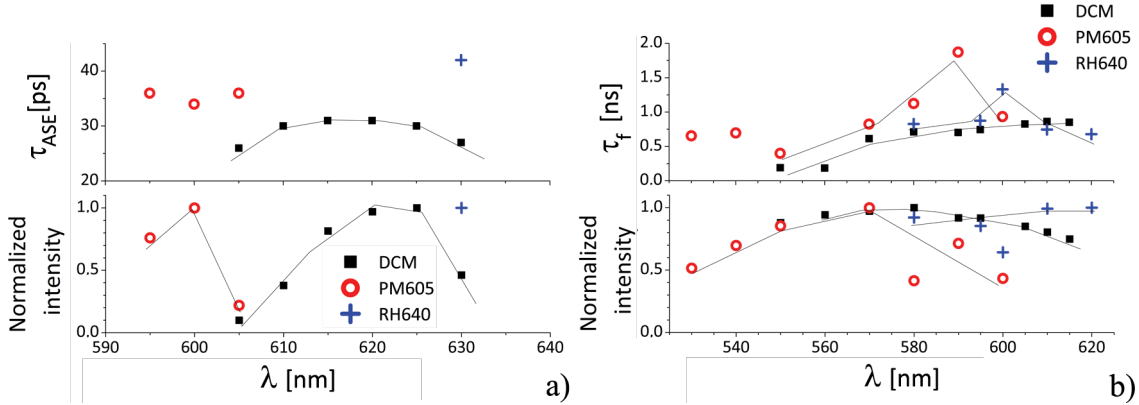 DCM
PM605
RH640
τ_ASE[ps]
40
30
20
Normalized
intensity
1.0
0.5
0.0
DCM
PM605
RH640
590 600 610 620 630 640
λ [nm]
a)
τ_f [ns]
2.0
1.5
1.0
0.5
0.0
Normalized
intensity
1.0
0.5
0.0
540 560 580 600 620
λ [nm]
b)